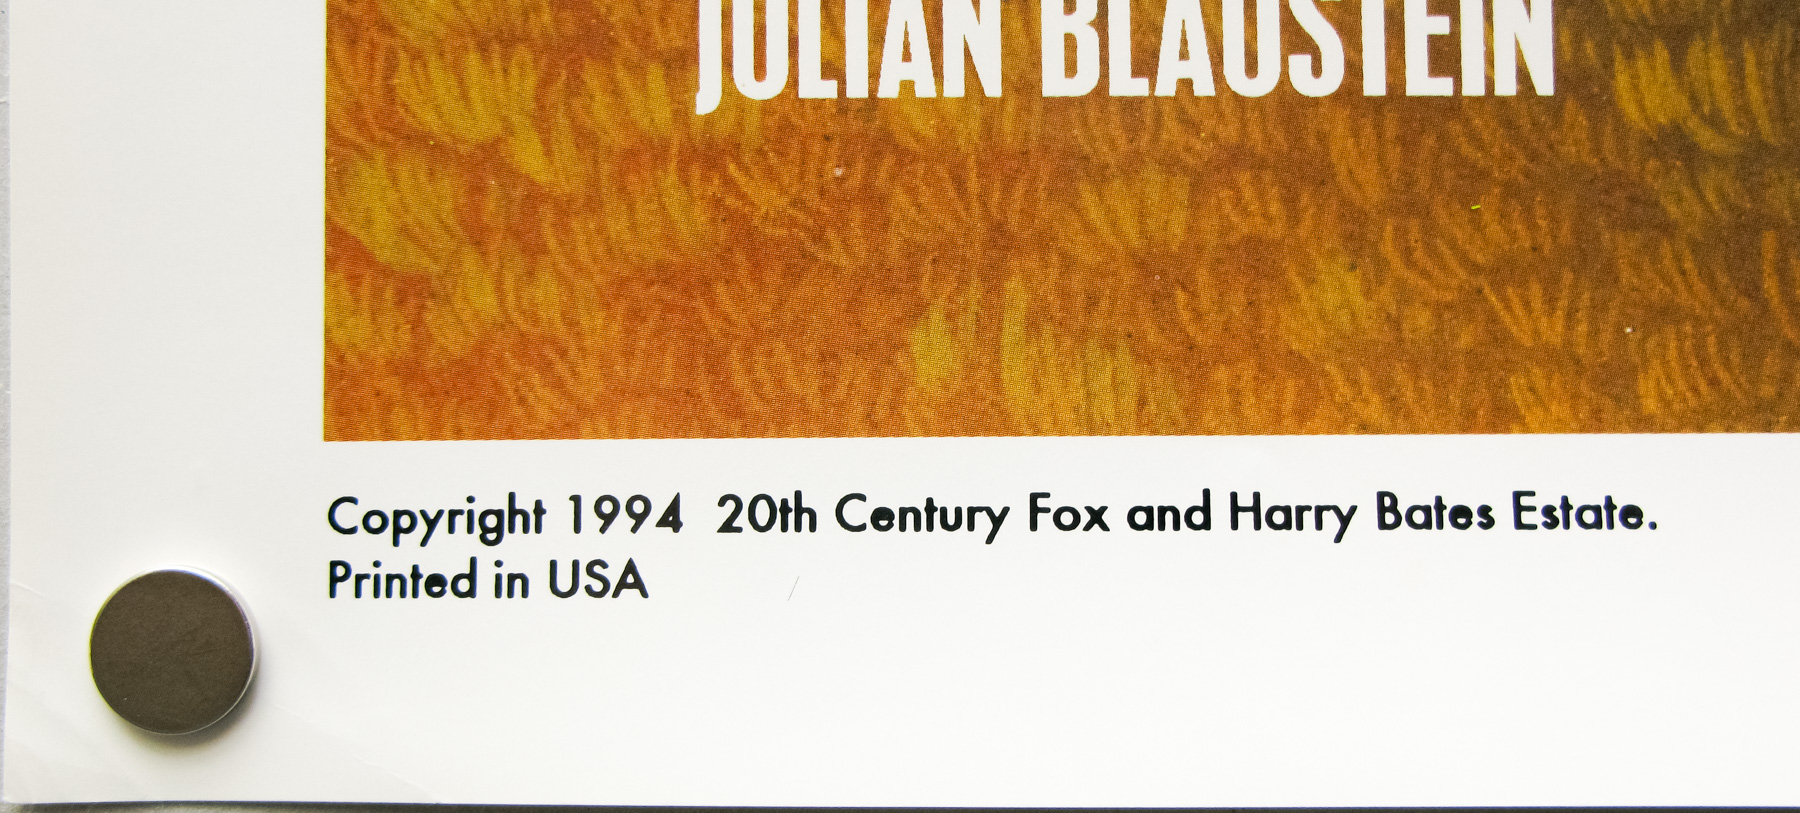 JULIAN BLAUSTEIN
Copyright 1994 20th Century Fox and Harry Bates Estate.
Printed in USA